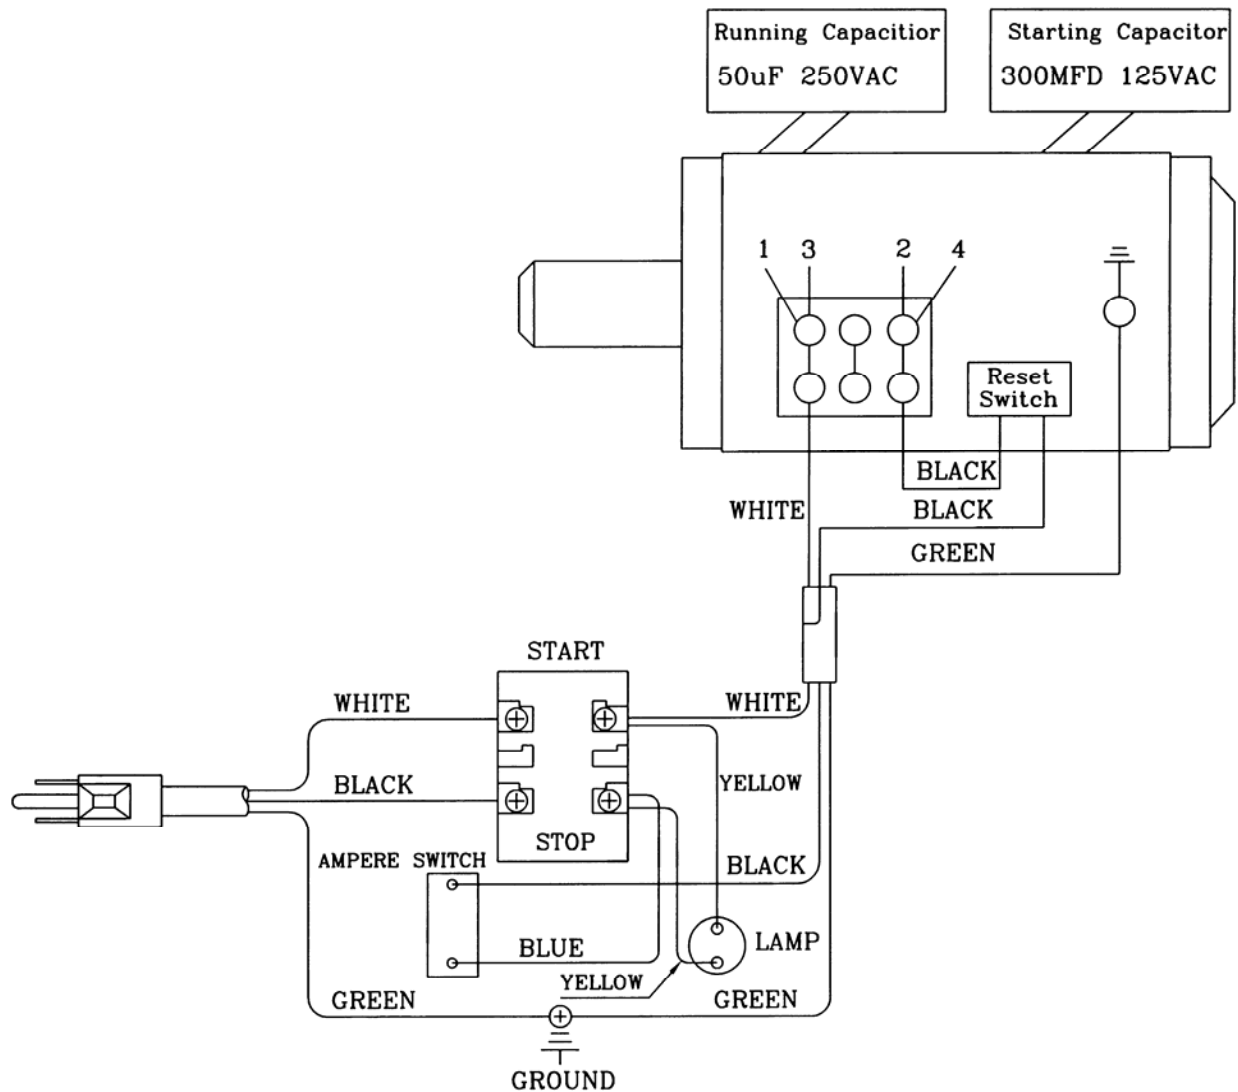 Running Capacitior
50uF 250VAC
Starting Capacitor
300MFD 125VAC
1 3 2 4
Reset
Switch
BLACK
WHITE
BLACK
GREEN
START
WHITE
WHITE
BLACK
YELLOW
STOP
AMPERE SWITCH
BLACK
BLUE
LAMP
YELLOW
GREEN
GREEN
GROUND